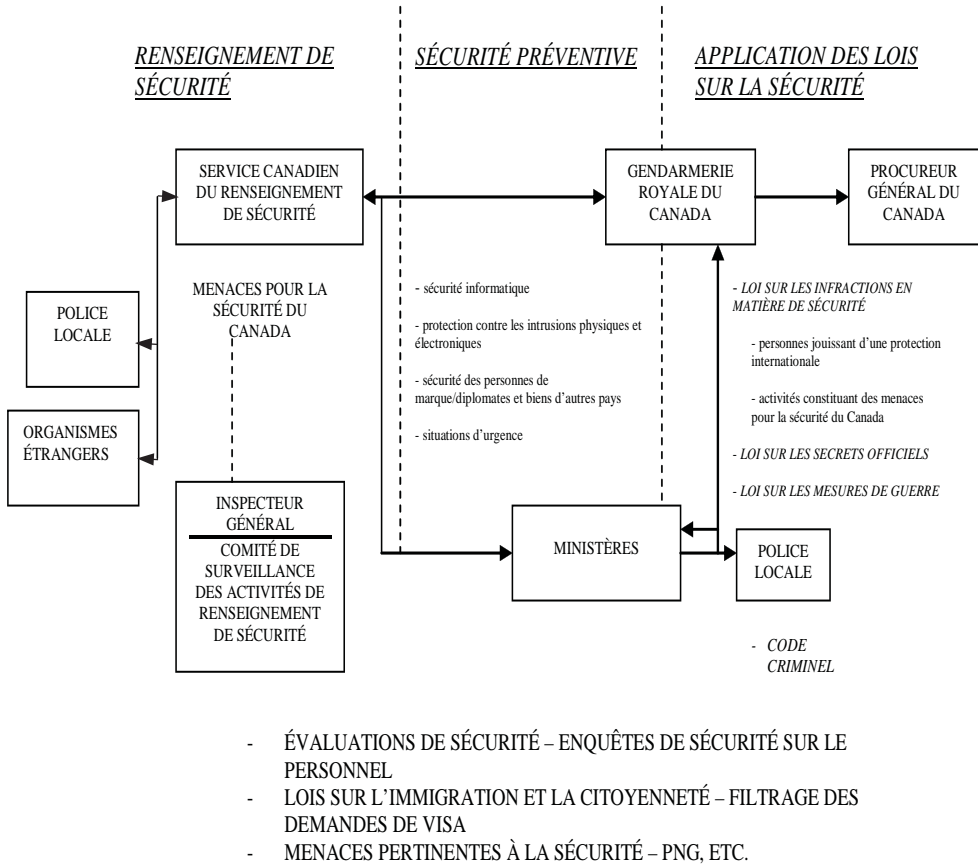 RENSEIGNEMENT DE
SÉCURITÉ
SÉCURITÉ PRÉVENTIVE
APPLICATION DES LOIS
SUR LA SÉCURITÉ
SERVICE CANADIEN
DU RENSEIGNEMENT
DE SÉCURITÉ
GENDARMERIE
ROYALE DU
CANADA
PROCUREUR
GÉNÉRAL DU
CANADA
POLICE
LOCALE
ORGANISMES
ÉTRANGERS
MENACES POUR LA
SÉCURITÉ DU
CANADA
- sécurité informatique
- protection contre les intrusions physiques et
électroniques
- sécurité des personnes de
marque/diplomates et biens d'autres pays
- situations d'urgence
- LOI SUR LES INFRACTIONS EN
MATIÈRE DE SÉCURITÉ
- personnes jouissant d'une protection
internationale
- activités constituant des menaces
pour la sécurité du Canada
- LOI SUR LES SECRETS OFFICIELS
- LOI SUR LES MESURES DE GUERRE
INSPECTEUR
GÉNÉRAL
COMITÉ DE
SURVEILLANCE
DES ACTIVITÉS DE
RENSEIGNEMENT
DE SÉCURITÉ
MINISTÈRES
POLICE
LOCALE
- CODE
CRIMINEL
- ÉVALUATIONS DE SÉCURITÉ – ENQUÊTES DE SÉCURITÉ SUR LE
PERSONNEL
- LOIS SUR L'IMMIGRATION ET LA CITOYENNETÉ – FILTRAGE DES
DEMANDES DE VISA
- MENACES PERTINENTES À LA SÉCURITÉ – PNG, ETC.